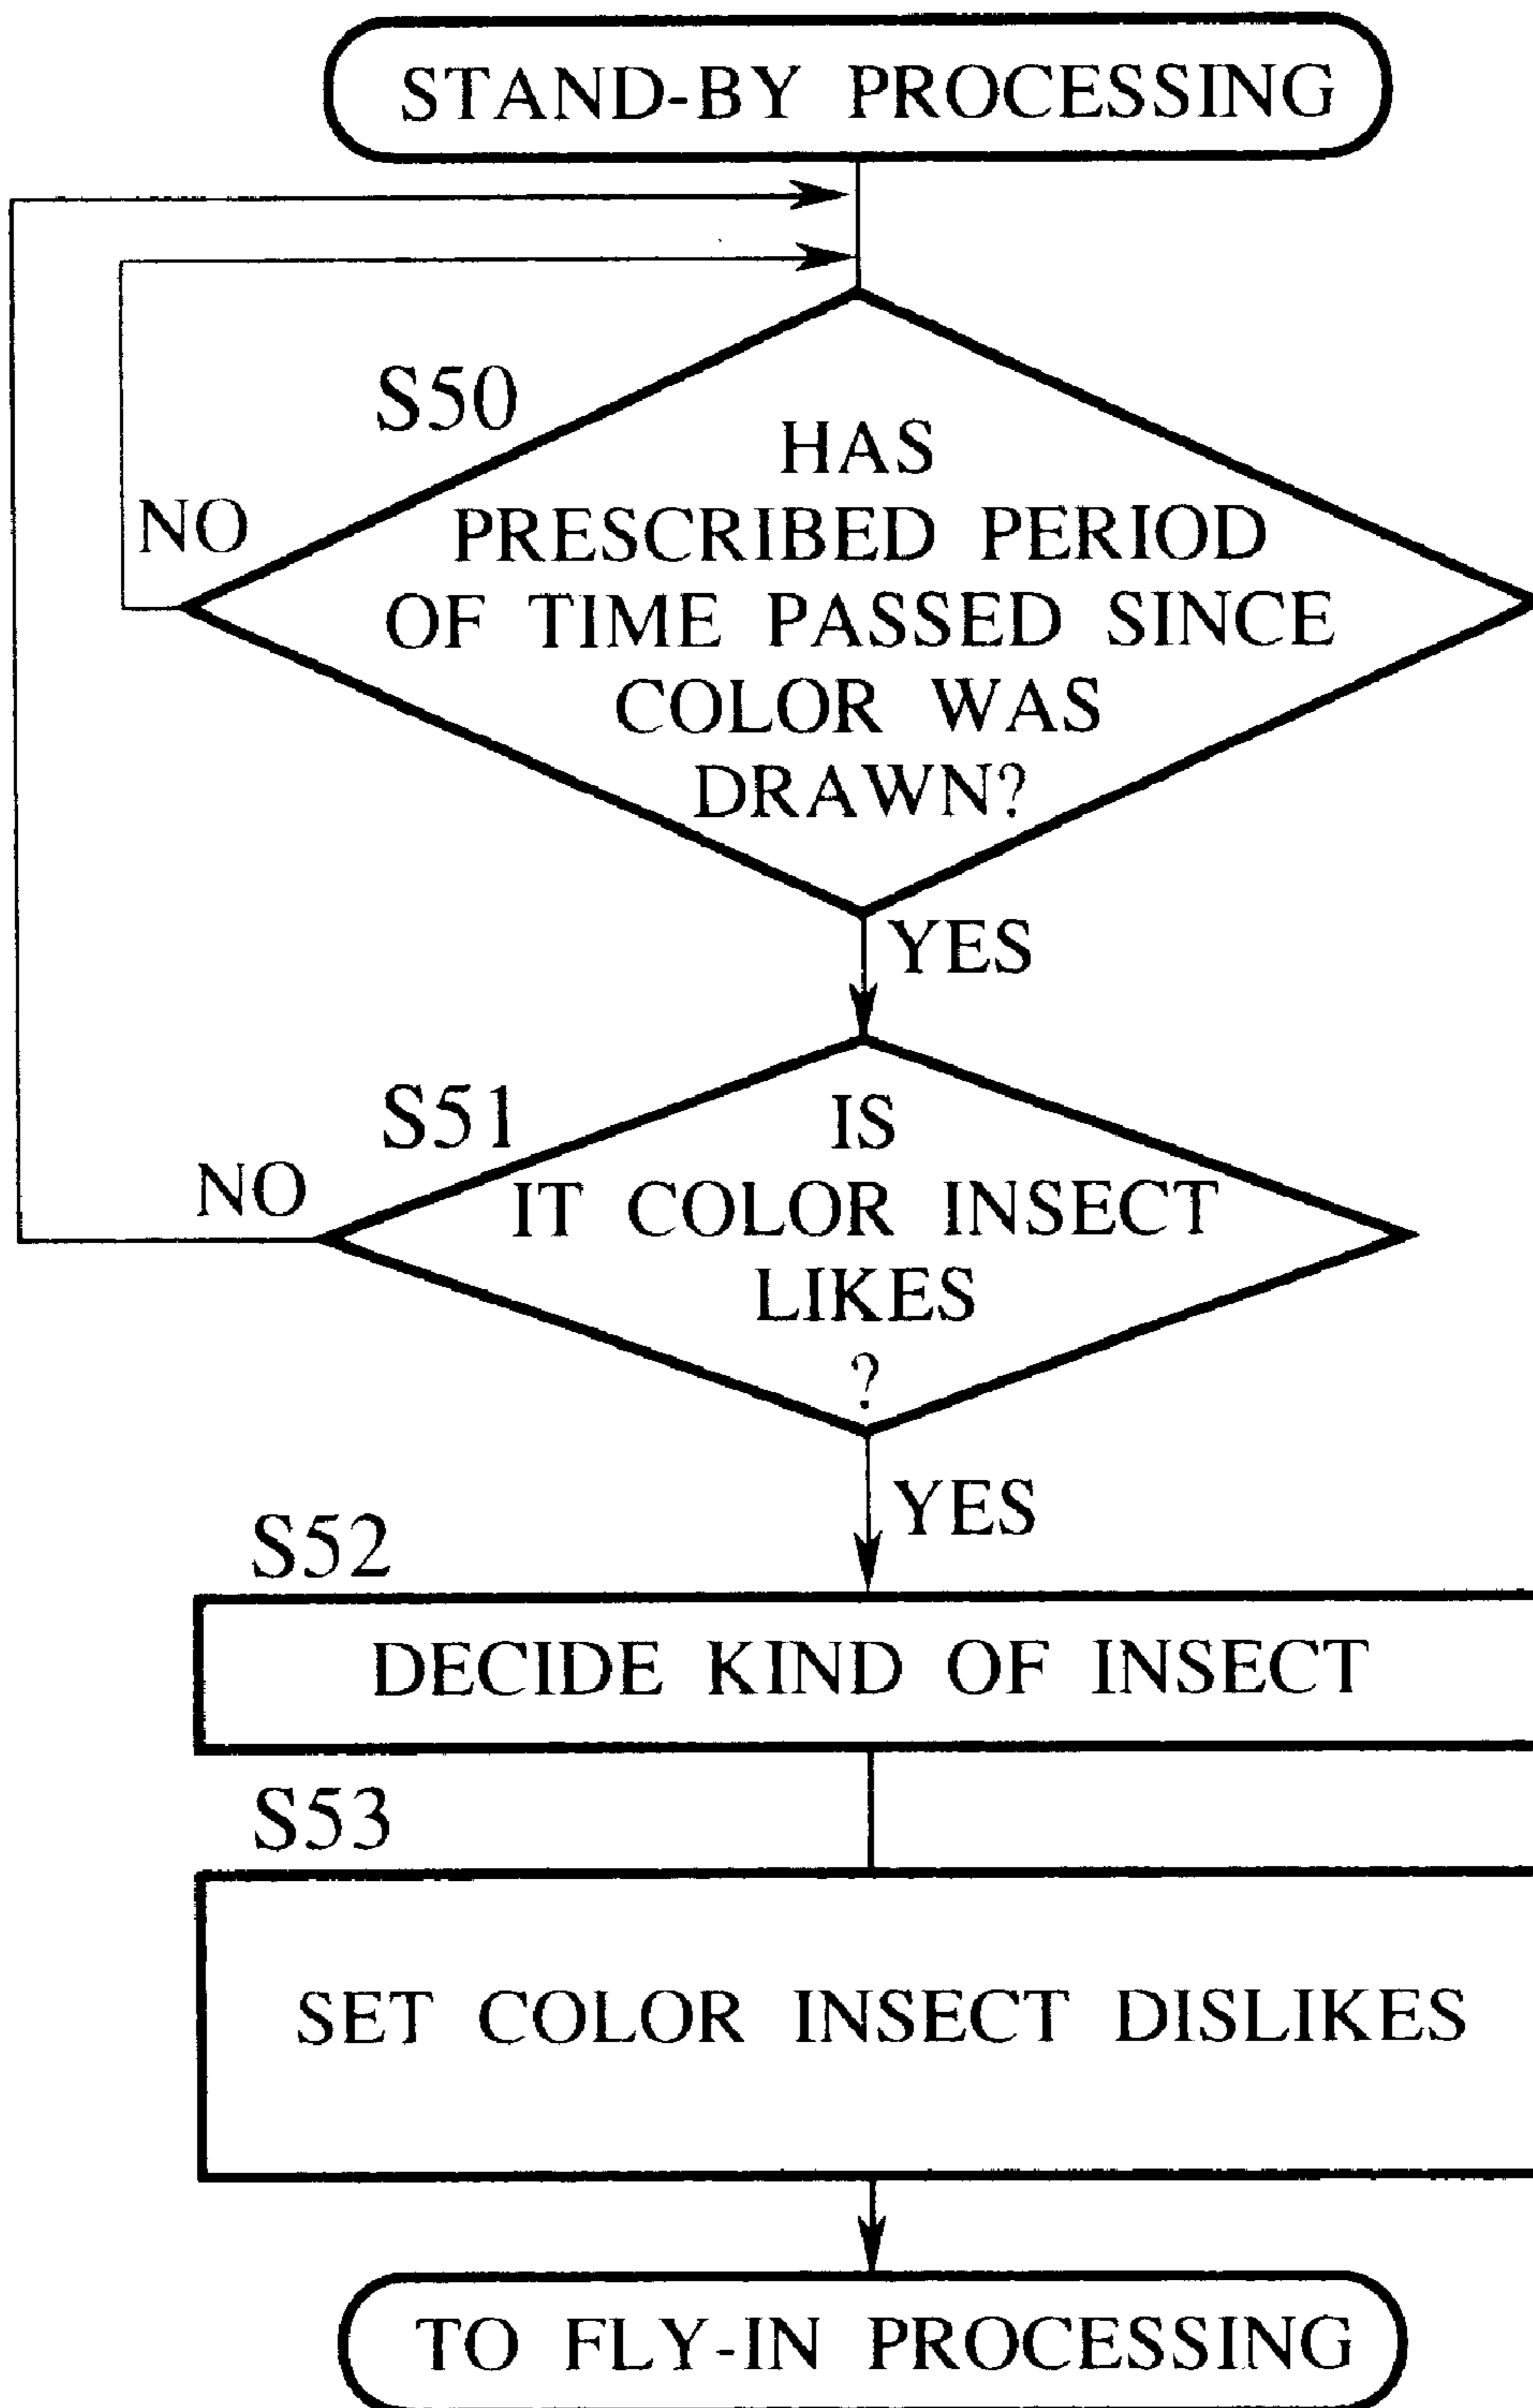 STAND-BY PROCESSING
S50
HAS
NO
PRESCRIBED PERIOD
OF TIME PASSED SINCE
COLOR WAS
DRAWN?
YES
S51
IS
NO
IT COLOR INSECT
LIKES
?
YES
S52
DECIDE KIND OF INSECT
S53
SET COLOR INSECT DISLIKES
TO FLY-IN PROCESSING